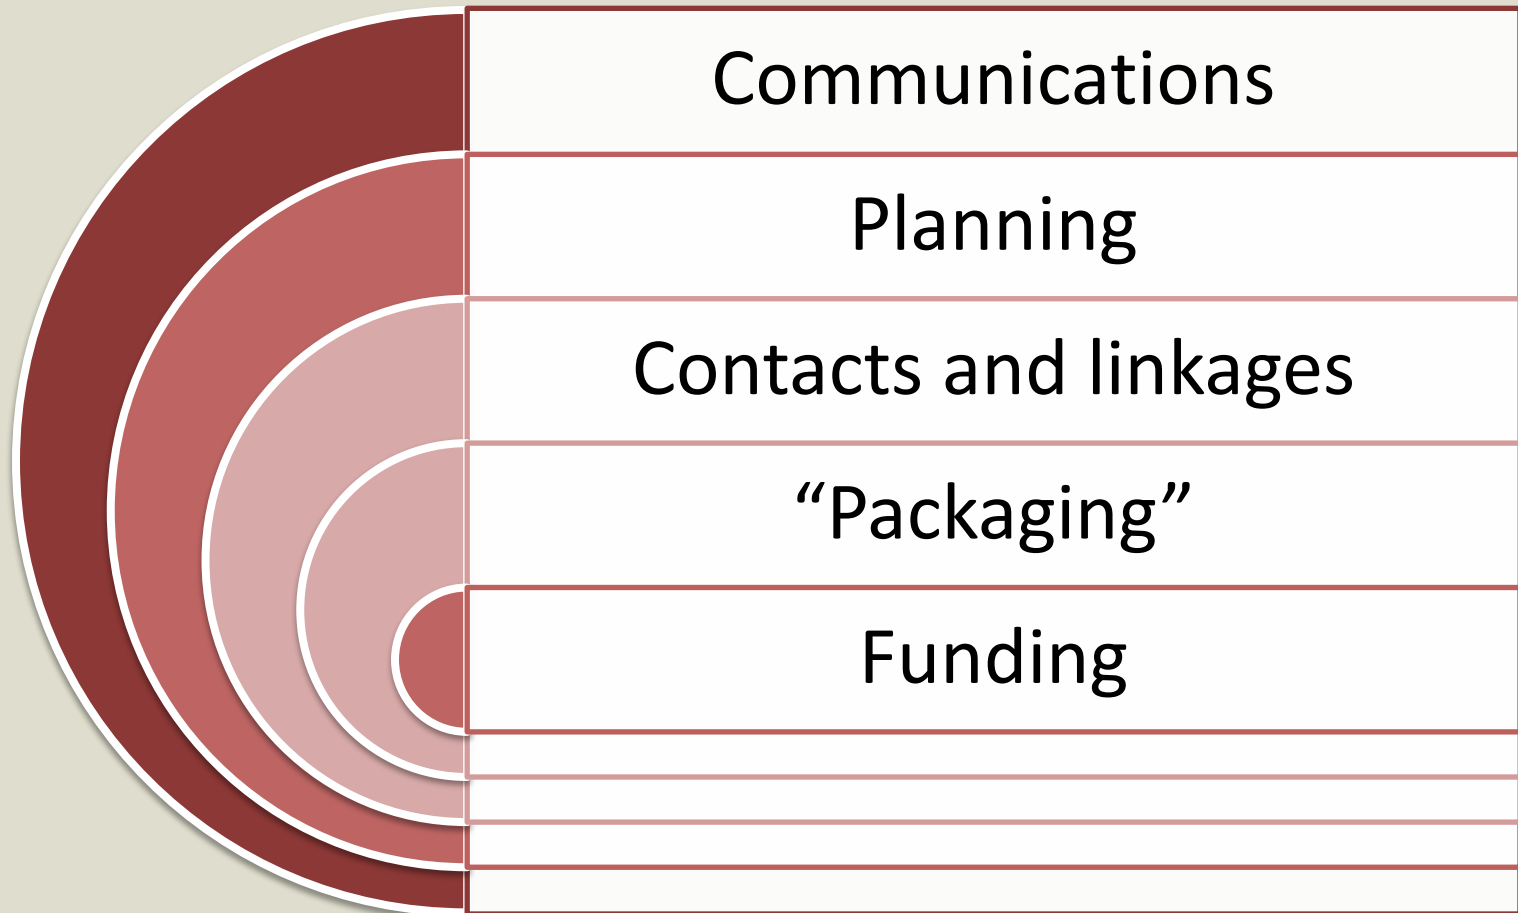 Communications
Planning
Contacts and linkages
“Packaging”
Funding